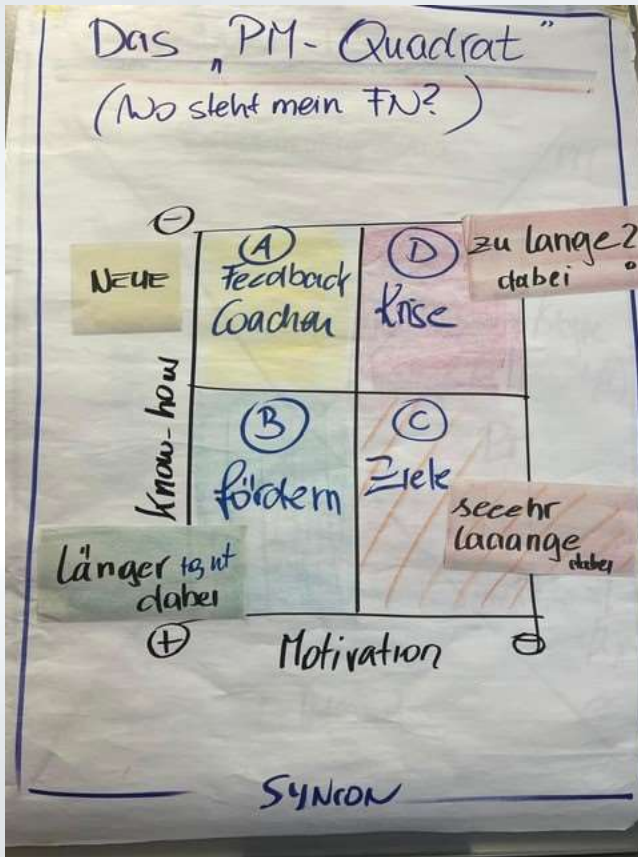 Das „PM-Quadrat"
(Wo steht mein FN?)
NEUE
A
Feedback
Coachen
D
Krise
zu lange?
dabei
Know-how
B
fördern
C
Ziele
Länger
dabei
seeehr
laaange
dabei
Motivation
SYNCON